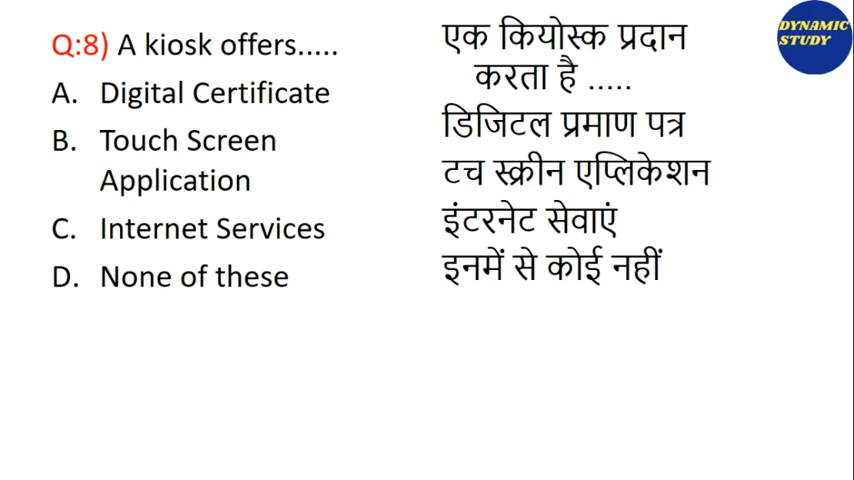 Q:8) A kiosk offers.....
A. Digital Certificate
B. Touch Screen
Application
C. Internet Services
D. None of these
एक कियोस्क प्रदान
करता है .....
डिजिटल प्रमाण पत्र
टच स्क्रीन एप्लिकेशन
इंटरनेट सेवाएं
इनमें से कोई नहीं
DYNAMIC
STUDY